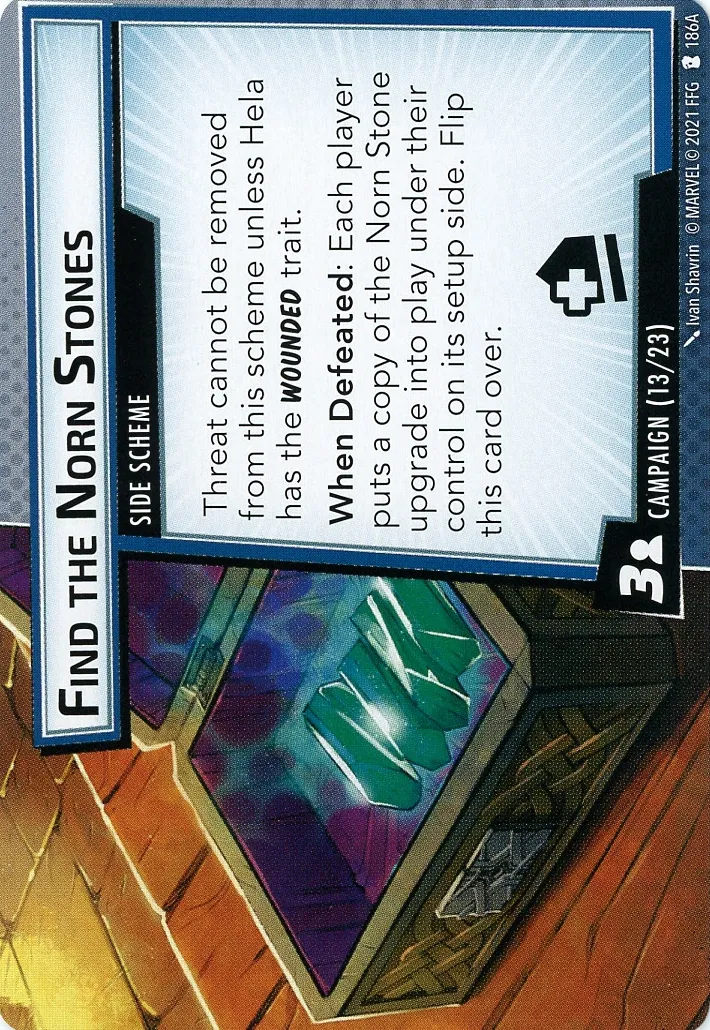 FIND THE NORN STONES
SIDE SCHEME
Threat cannot be removed
from this scheme unless Hela
has the WOUNDED trait.
When Defeated: Each player
puts a copy of the Norn Stone
upgrade into play under their
control on its setup side. Flip
this card over.
3
CAMPAIGN (13/23)
Ivan Shavrin © MARVEL © 2021 FFG 186A